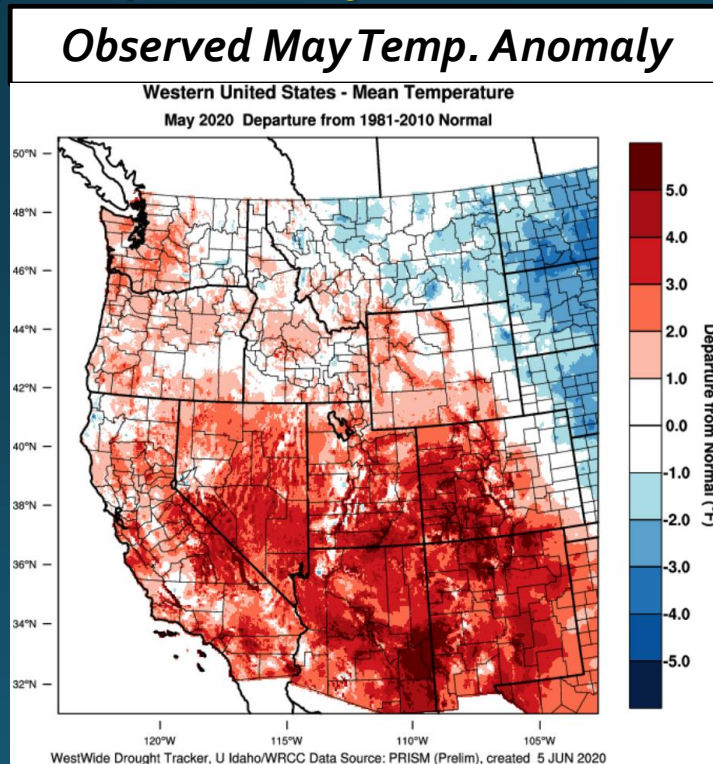 Observed May Temp. Anomaly
Western United States - Mean Temperature
May 2020 Departure from 1981-2010 Normal
50°N
48°N
46°N
44°N
42°N
40°N
38°N
36°N
34°N
32°N
120°W
115°W
110°W
105°W
5.0
4.0
3.0
2.0
1.0
0.0
-1.0
-2.0
-3.0
-4.0
-5.0
Departure from Normal (°F)
WestWide Drought Tracker, U Idaho/WRCC Data Source: PRISM (Prelim), created 5 JUN 2020